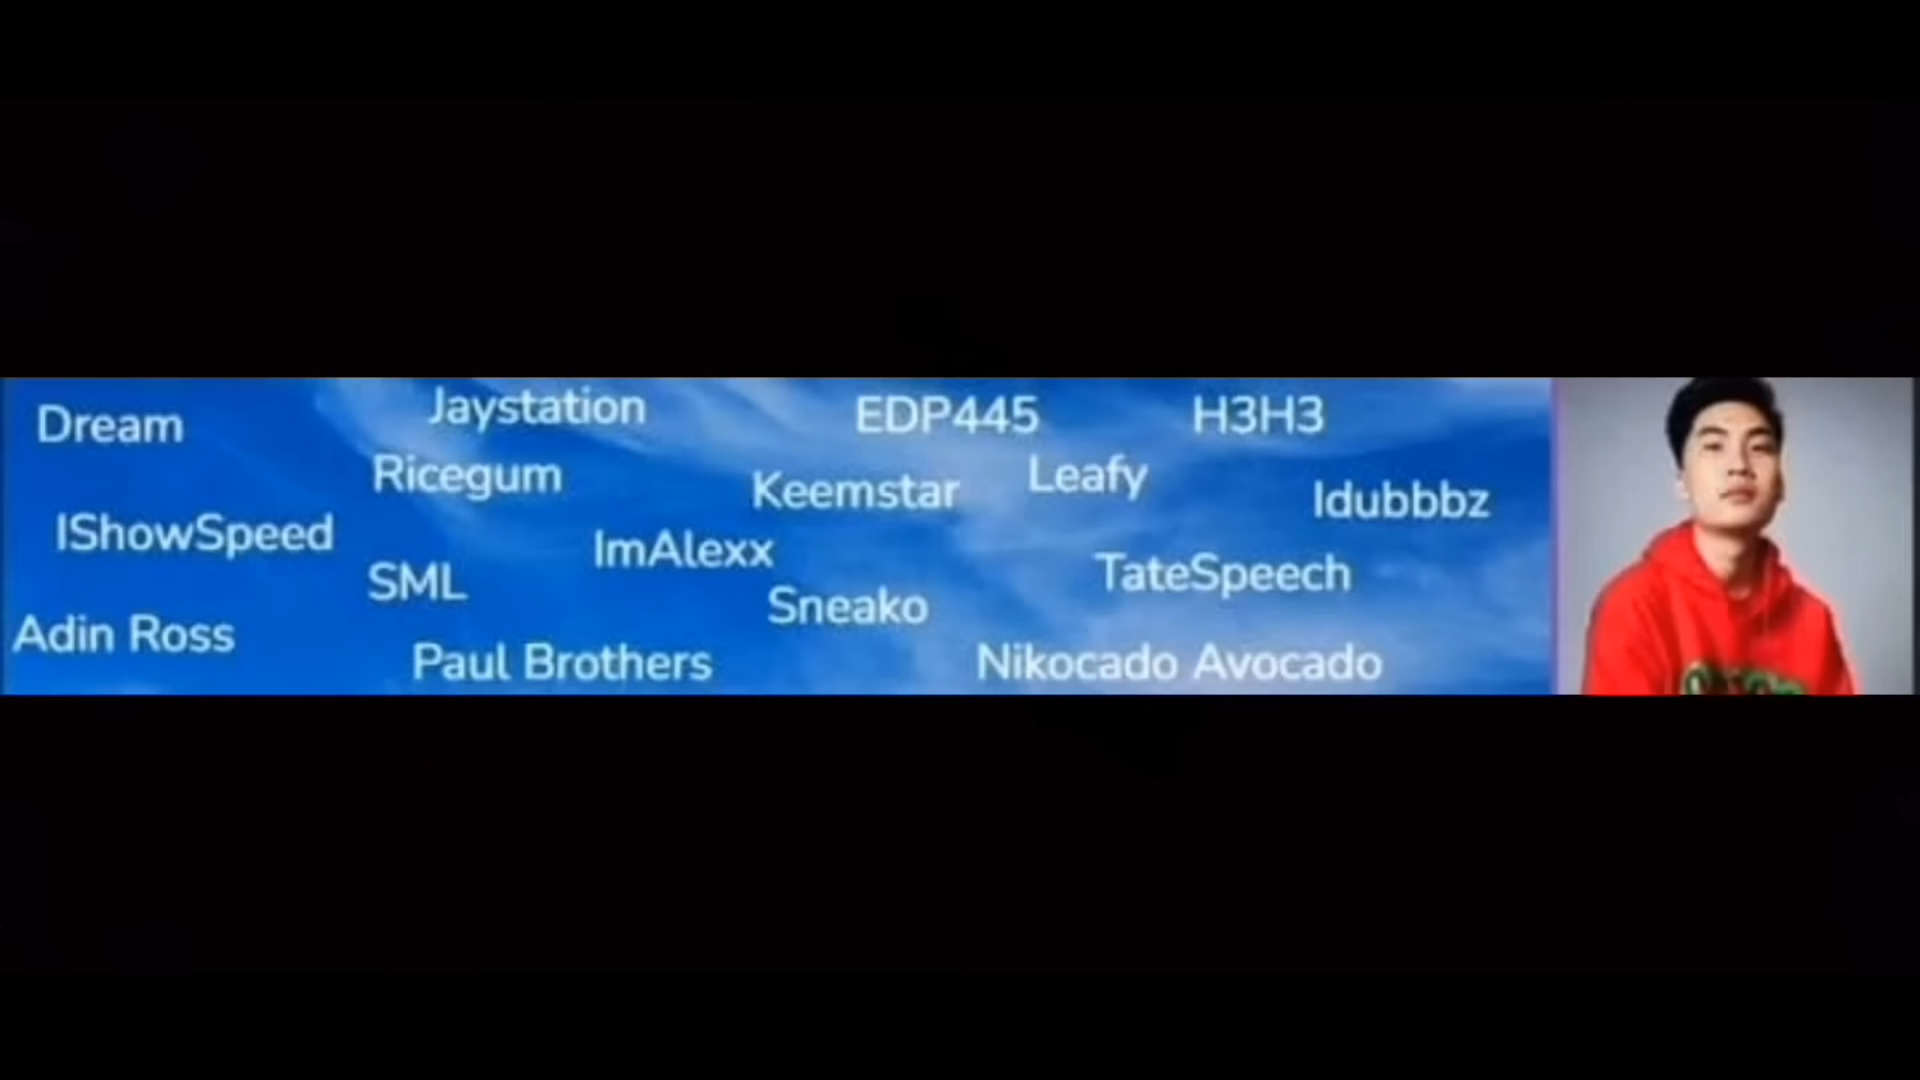 Dream
Jaystation
EDP445
H3H3
Ricegum
Keemstar
Leafy
Idubbbz
IShowSpeed
ImAlexx
SML
TateSpeech
Sneako
Adin Ross
Paul Brothers
Nikocado Avocado